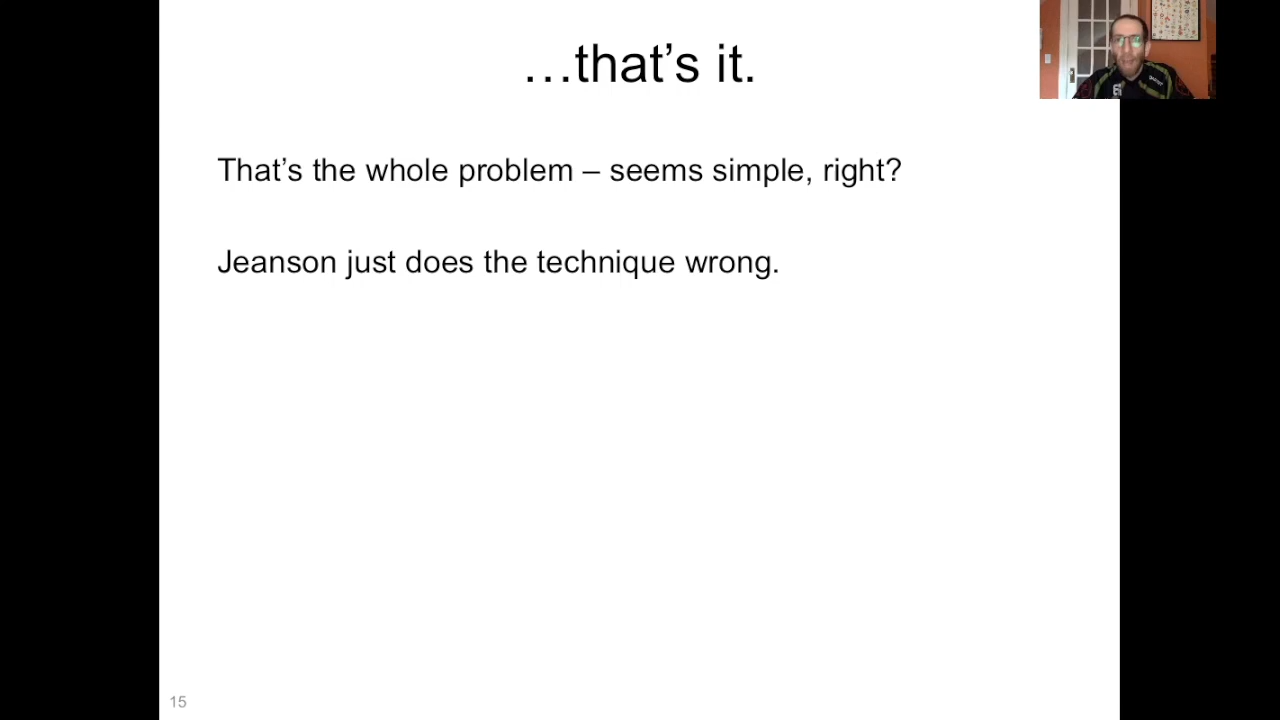 …that’s it.
That’s the whole problem – seems simple, right?
Jeanson just does the technique wrong.
15